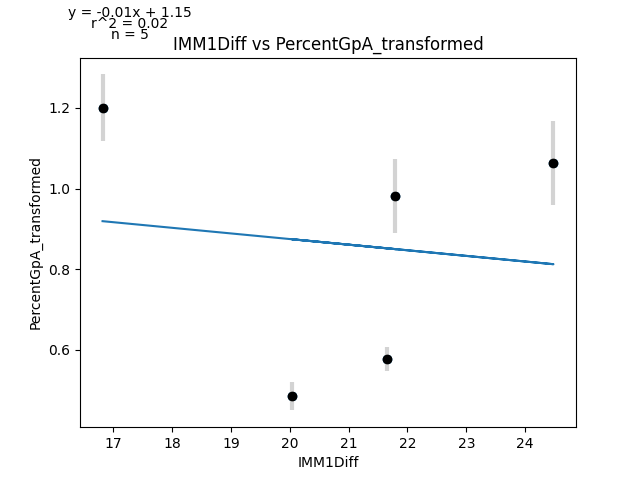 y = -0.01x + 1.15
r^2 = 0.02
n = 5
IMM1Diff vs PercentGpA_transformed
1.2
1.0
0.8
0.6
PercentGpA_transformed
17 18 19 20 21 22 23 24
IMM1Diff